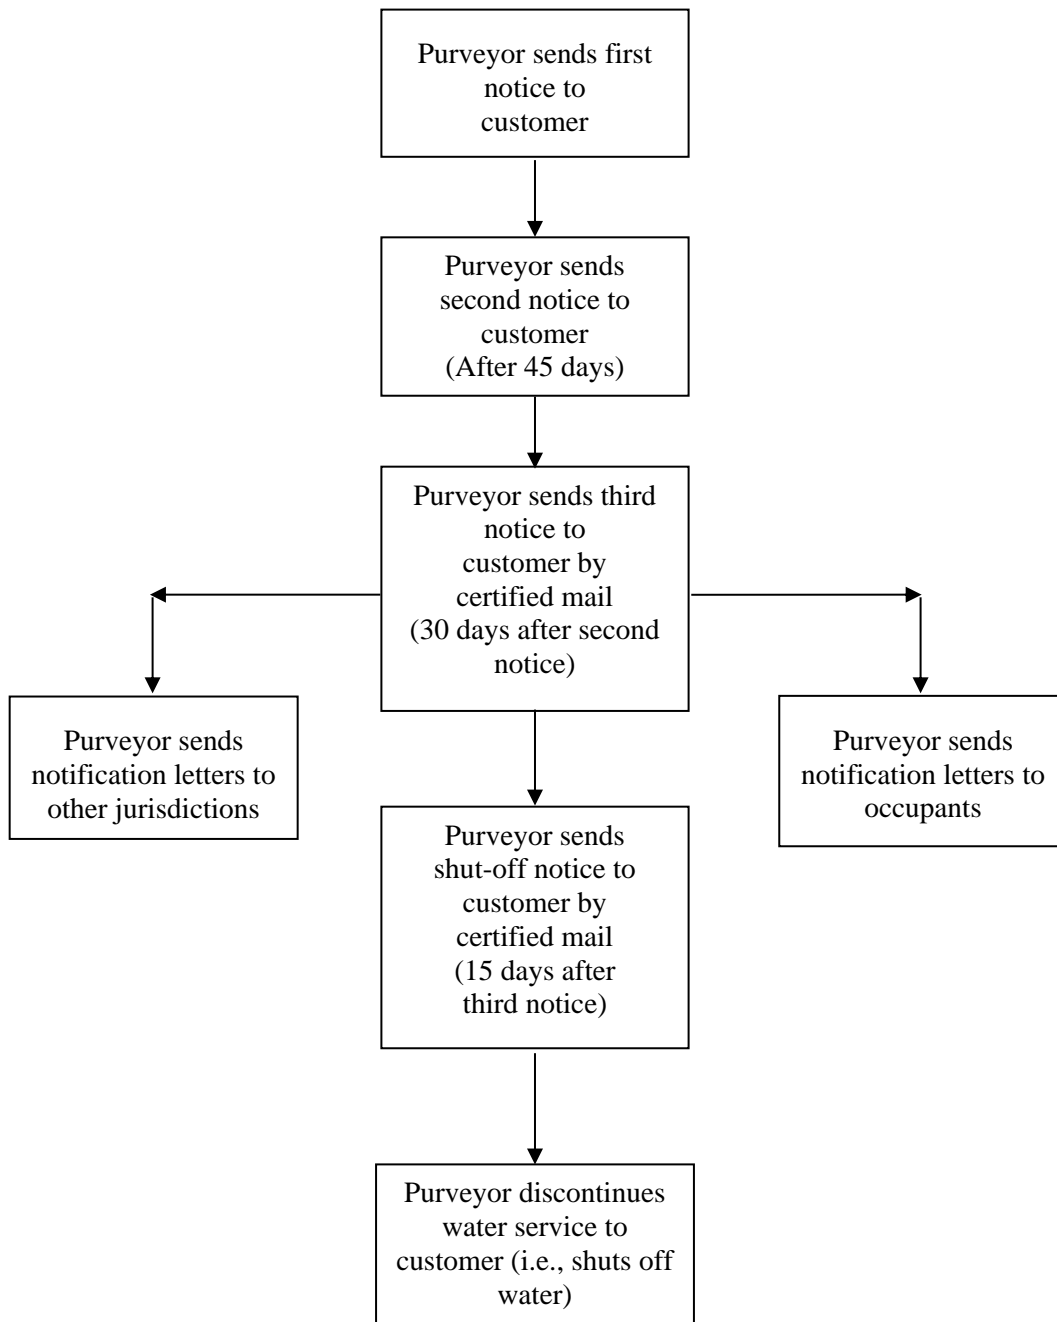 Purveyor sends first
notice to
customer
Purveyor sends
second notice to
customer
(After 45 days)
Purveyor sends third
notice to
customer by
certified mail
(30 days after second
notice)
Purveyor sends
notification letters to
other jurisdictions
Purveyor sends
notification letters to
occupants
Purveyor sends
shut-off notice to
customer by
certified mail
(15 days after
third notice)
Purveyor discontinues
water service to
customer (i.e., shuts off
water)